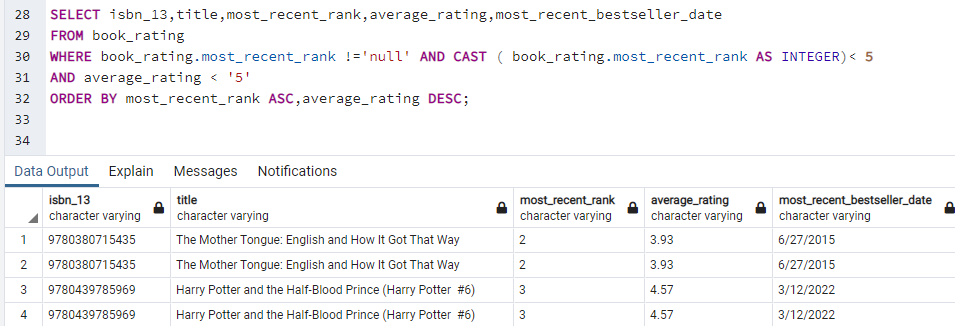 28 SELECT isbn_13,title,most_recent_rank,average_rating,most_recent_bestseller_date
29 FROM book_rating
30 WHERE book_rating.most_recent_rank !='null' AND CAST ( book_rating.most_recent_rank AS INTEGER)< 5
31 AND average_rating < '5'
32 ORDER BY most_recent_rank ASC,average_rating DESC;
33
34
Data Output Explain Messages Notifications
isbn_13 title most_recent_rank average_rating most_recent_bestseller_date
character varying character varying character varying character varying character varying
1 9780380715435 The Mother Tongue: English and How It Got That Way 2 3.93 6/27/2015
2 9780380715435 The Mother Tongue: English and How It Got That Way 2 3.93 6/27/2015
3 9780439785969 Harry Potter and the Half-Blood Prince (Harry Potter #6) 3 4.57 3/12/2022
4 9780439785969 Harry Potter and the Half-Blood Prince (Harry Potter #6) 3 4.57 3/12/2022